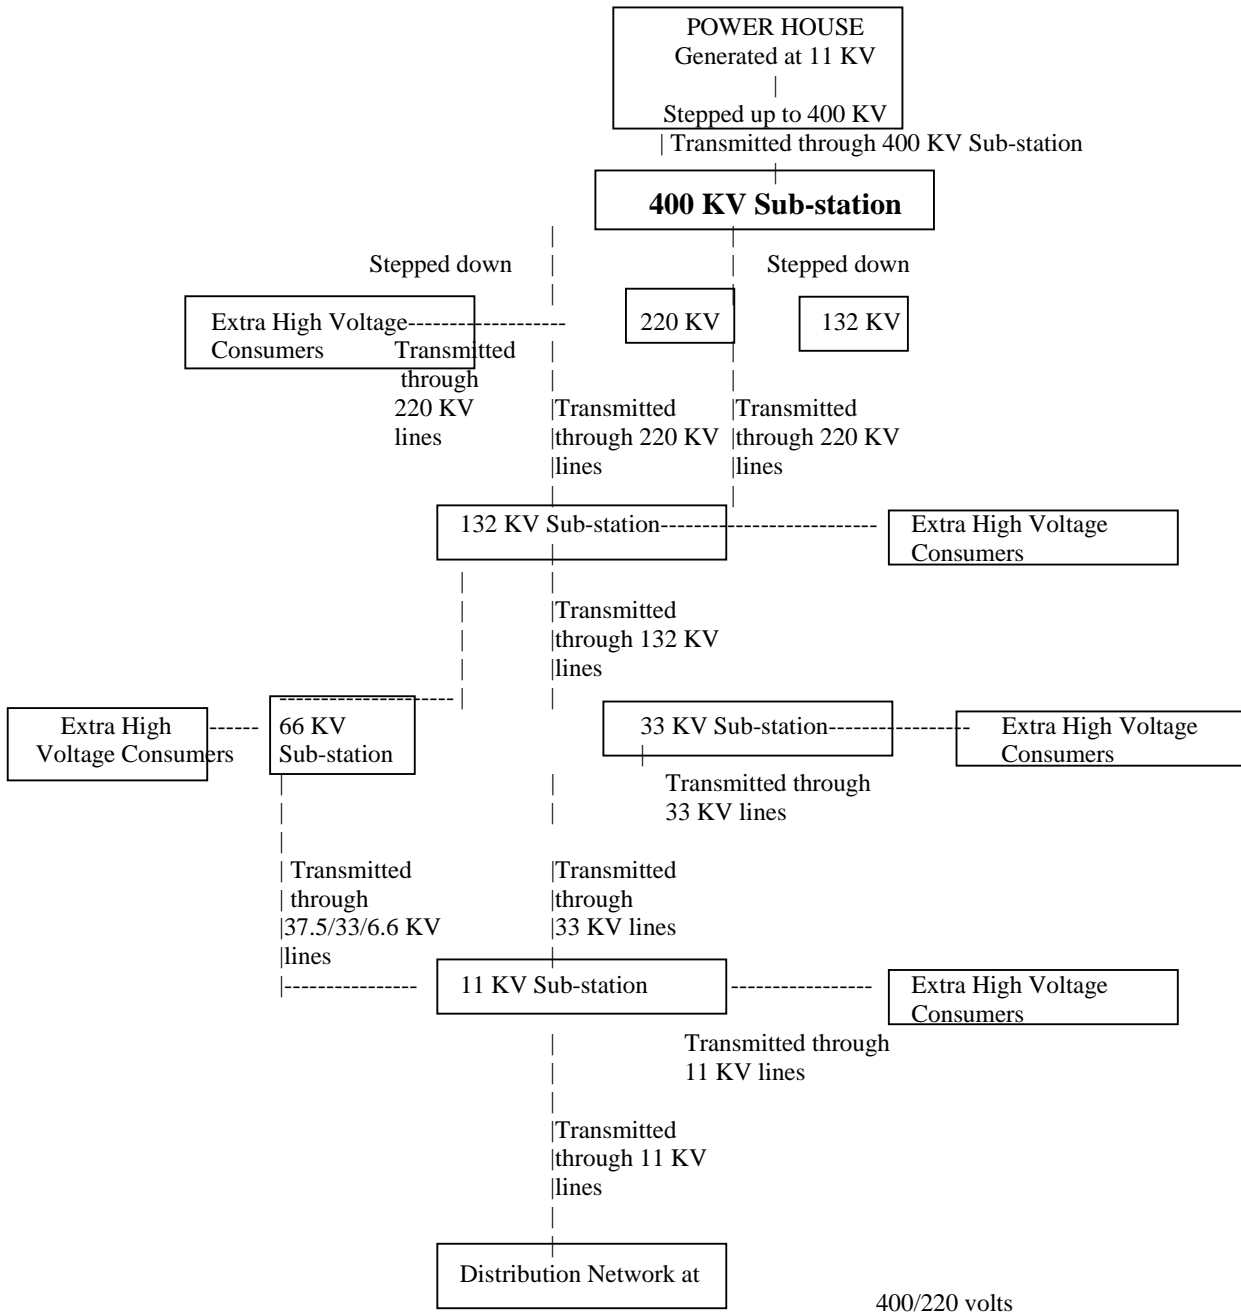 POWER HOUSE
Generated at 11 KV
Stepped up to 400 KV
Transmitted through 400 KV Sub-station
400 KV Sub-station
Stepped down
Stepped down
Extra High Voltage
Consumers
220 KV
132 KV
Transmitted
through
220 KV
lines
Transmitted
through 220 KV
lines
Transmitted
through 220 KV
lines
132 KV Sub-station
Extra High Voltage
Consumers
Transmitted
through 132 KV
lines
Extra High
Voltage Consumers
66 KV
Sub-station
33 KV Sub-station
Extra High Voltage
Consumers
Transmitted through
33 KV lines
Transmitted
through
37.5/33/6.6 KV
lines
Transmitted
through
33 KV lines
11 KV Sub-station
Extra High Voltage
Consumers
Transmitted through
11 KV lines
Transmitted
through 11 KV
lines
Distribution Network at
400/220 volts